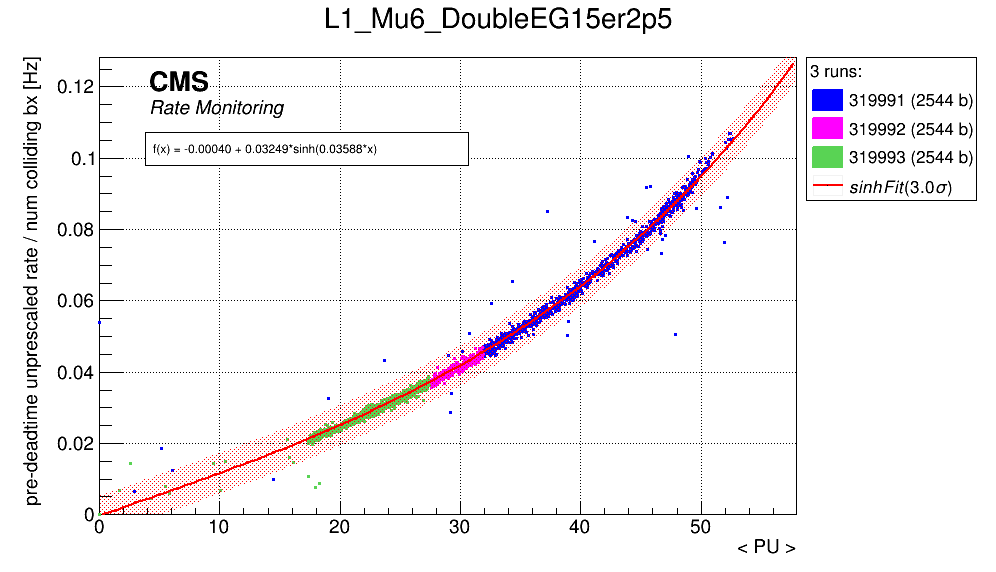 L1_Mu6_DoubleEG15er2p5
pre-deadtime unprescaled rate / num colliding bx [Hz]
CMS
Rate Monitoring
f(x) = -0.00040 + 0.03249*sinh(0.03588*x)
0.12
0.1
0.08
0.06
0.04
0.02
0
0 10 20 30 40 50
< PU >
3 runs:
319991 (2544 b)
319992 (2544 b)
319993 (2544 b)
sinhFit(3.0σ)